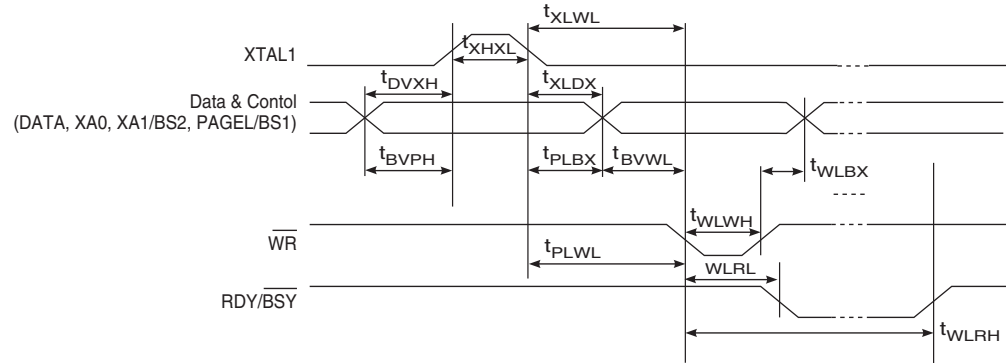 tXLWL
XTAL1
tXHXL
tDVXH
tXLDX
Data & Contol
(DATA, XA0, XA1/BS2, PAGEL/BS1)
tBVPH
tPLBX
tBVWL
tWLBX
WR
tWLWH
tPLWL
WLRL
RDY/BSY
tWLRH